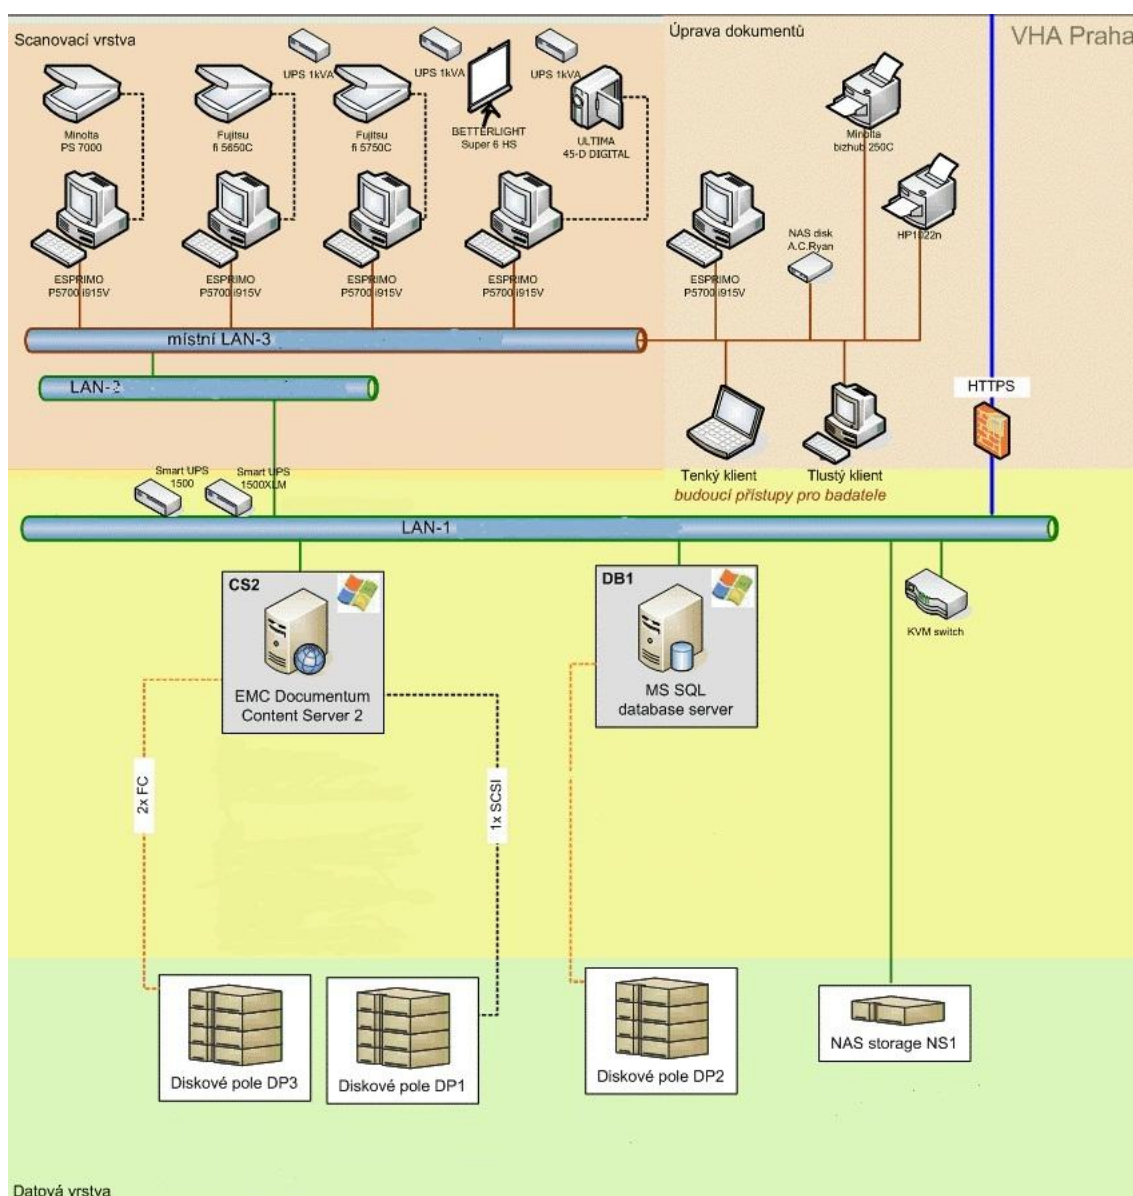 Scanovací vrstva
UPS 1kVA
UPS 1kVA
UPS 1kVA
Úprava dokumentů
VHA Praha
Minolta
PS 7000
Fujitsu
fi 5650C
Fujitsu
fi 5750C
BETTERLIGHT
Super 6 HS
ULTIMA
45-D DIGITAL
Minolta
bizhub 250C
NAS disk
A.C.Ryan
HP1022n
ESPRIMO
P5700 i915V
ESPRIMO
P5700 i915V
ESPRIMO
P5700 i915V
ESPRIMO
P5700 i915V
ESPRIMO
P5700 i915V
místní LAN-3
LAN-2
HTTPS
Smart UPS
1500
Smart UPS
1500XLM
Tenký klient
Tlustý klient
budoucí přístupy pro badatele
LAN-1
CS2
EMC Documentum
Content Server 2
DB1
MS SQL
database server
KVM switch
2x FC
1x SCSI
Diskové pole DP3
Diskové pole DP1
Diskové pole DP2
NAS storage NS1
Datová vrstva